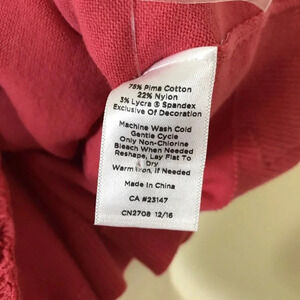 75% Pima Cotton
22% Nylon
3% Lycra ® Spandex
Exclusive Of Decoration
Machine Wash Cold
Gentle Cycle
Only Non-Chlorine
Bleach When Needed
Reshape, Lay Flat To
Dry
Warm Iron, If Needed
Made In China
CA #23147
CN2708 12/16